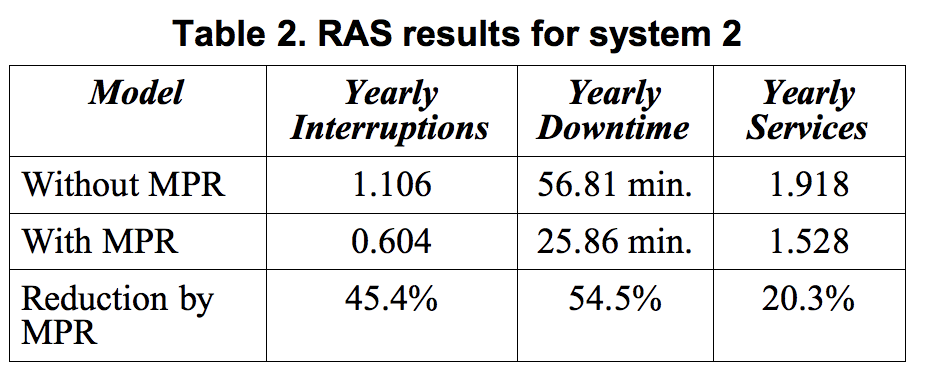 Table 2. RAS results for system 2
Model Yearly Interruptions Yearly Downtime Yearly Services
Without MPR 1.106 56.81 min. 1.918
With MPR 0.604 25.86 min. 1.528
Reduction by MPR 45.4% 54.5% 20.3%